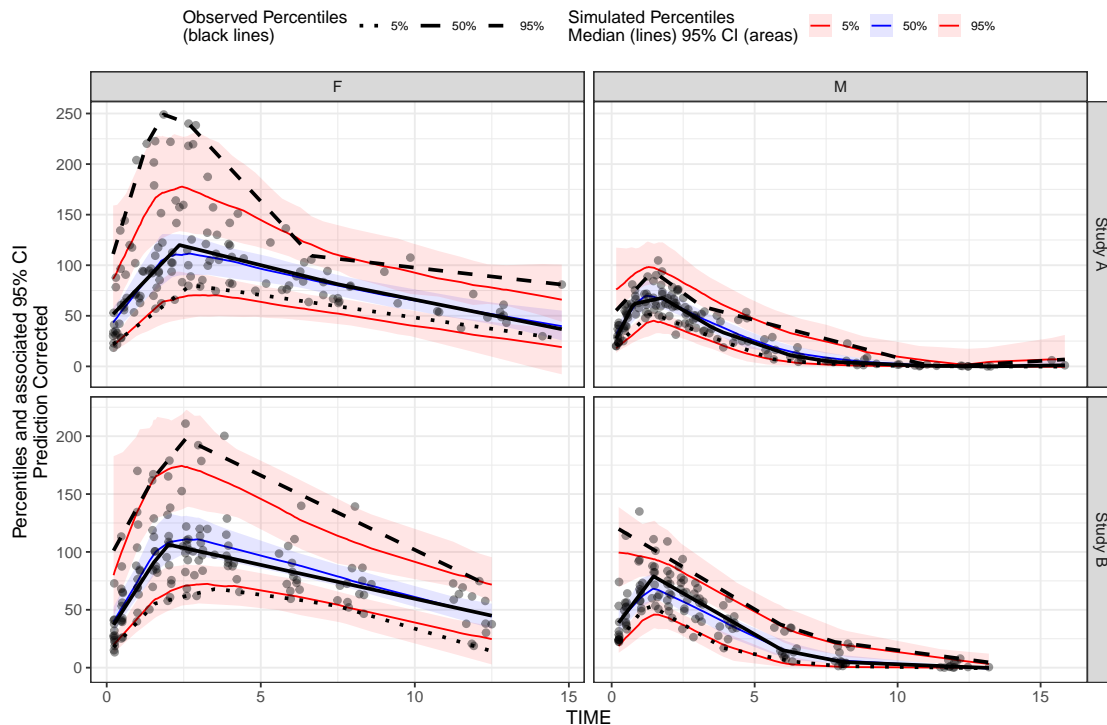 Observed Percentiles
(black lines)
5%
50%
95%
Simulated Percentiles
Median (lines) 95% CI (areas)
5%
50%
95%
F
M
Percentiles and associated 95% CI
Prediction Corrected
250
200
150
100
50
0
Study A
200
150
100
50
0
Study B
0
5
10
15
0
5
10
15
TIME